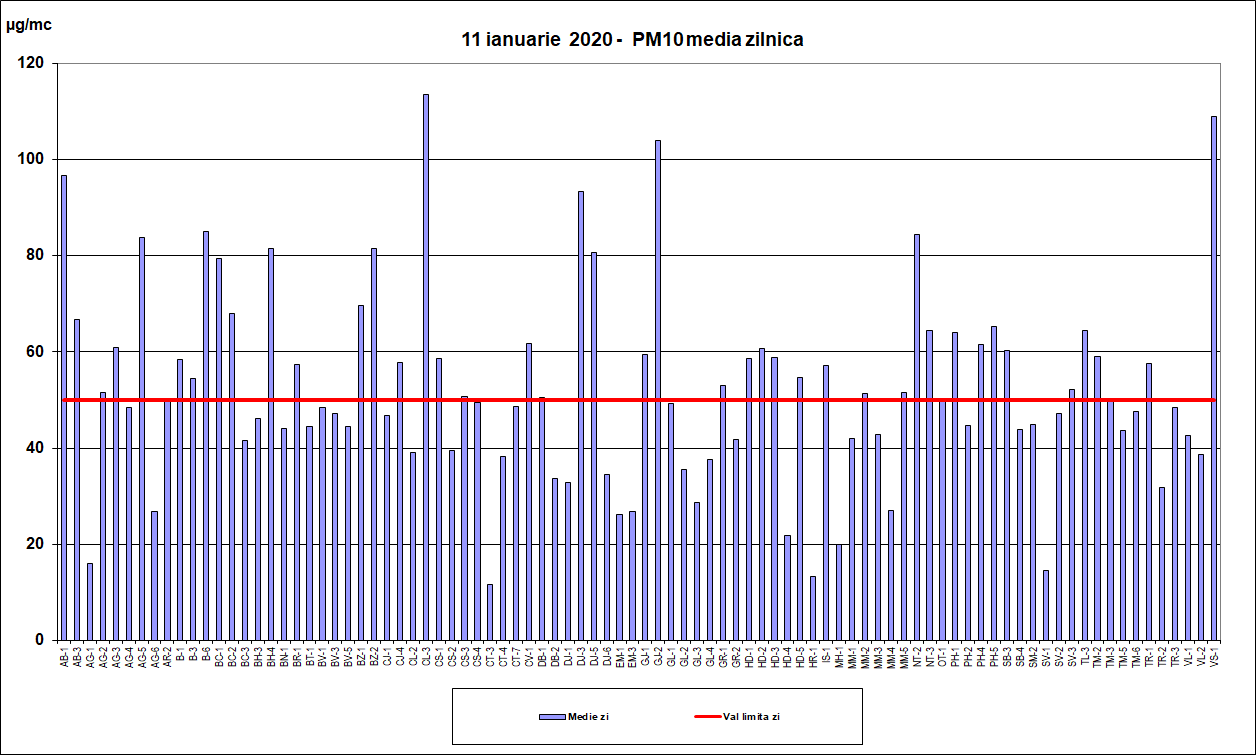 µg/mc
11 ianuarie 2020 - PM10 media zilnica
120
100
80
60
40
20
0
AB-1 AB-3 AG-1 AG-2 AG-3 AG-4 AG-5 AG-6 AR-2 B-1 B-3 B-6 BC-1 BC-2 BC-3 BH-3 BH-4 BN-1 BR-1 BT-1 BV-1 BV-3 BV-5 BZ-1 BZ-2 CJ-1 CJ-4 CL-2 CL-3 CS-1 CS-2 CS-3 CS-4 CT-3 CT-4 CT-7 CV-1 DB-1 DB-2 DJ-1 DJ-3 DJ-5 DJ-6 EM-1 EM-3 GJ-1 GJ-2 GL-1 GL-2 GL-3 GL-4 GR-1 GR-2 HD-1 HD-2 HD-3 HD-4 HD-5 HR-1 IS-1 MH-1 MM-1 MM-2 MM-3 MM-4 MM-5 NT-2 NT-3 OT-1 PH-1 PH-2 PH-4 PH-5 SB-3 SB-4 SM-2 SV-1 SV-2 SV-3 TL-3 TM-2 TM-3 TM-5 TM-6 TR-1 TR-2 TR-3 VL-1 VL-2 VS-1
Medie zi
Val limita zi